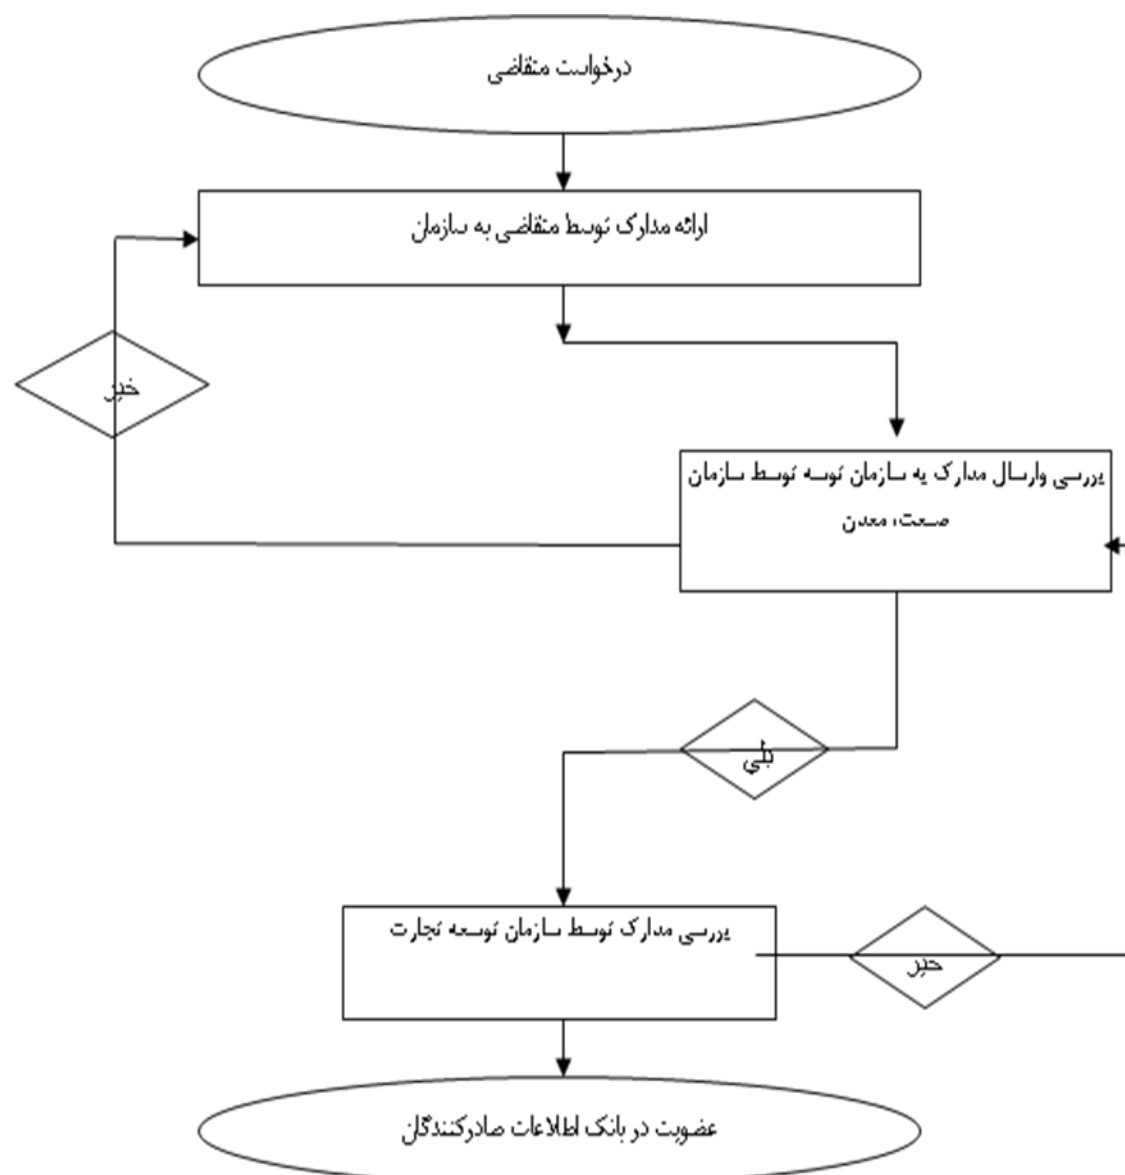 درخواست متقاضی
ارائه مدارک توسط متقاضی به سازمان
خیر
بررسی وارسال مدارک به سازمان توسه توسط سازمان
صنعت، معدن
بلی
بررسی مدارک توسط سازمان توسعه تجارت
خیر
عضویت در بانک اطلاعات صادرکنندگان